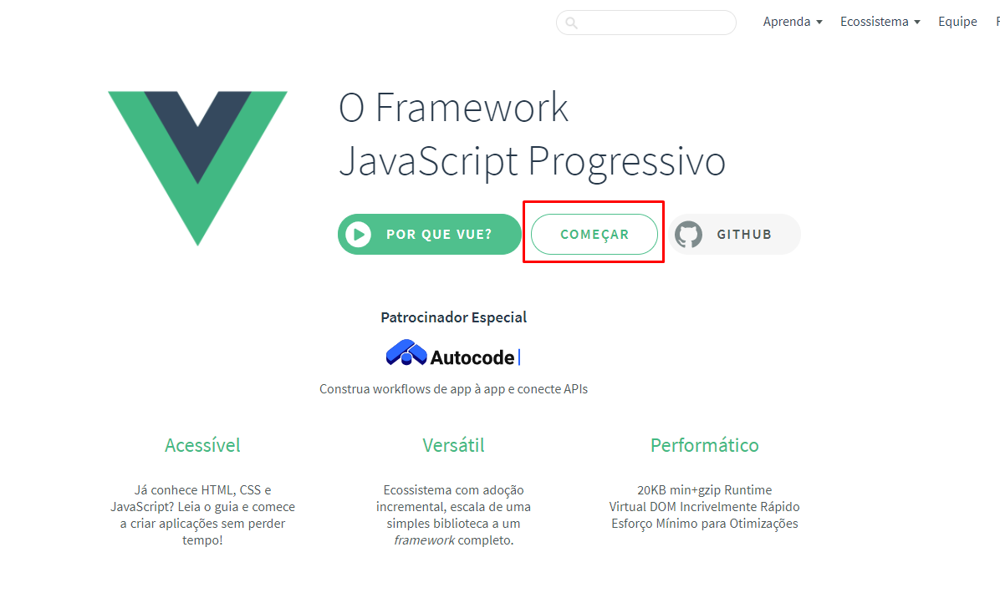 Aprenda Ecossistema Equipe
O Framework
JavaScript Progressivo
POR QUE VUE? COMEÇAR GITHUB
Patrocinador Especial
Autocode
Construa workflows de app à app e conecte APIs
Acessível
Já conhece HTML, CSS e
JavaScript? Leia o guia e comece
a criar aplicações sem perder
tempo!
Versátil
Ecossistema com adoção
incremental, escala de uma
simples biblioteca a um
framework completo.
Performático
20KB min+gzip Runtime
Virtual DOM Incrivelmente Rápido
Esforço Mínimo para Otimizações